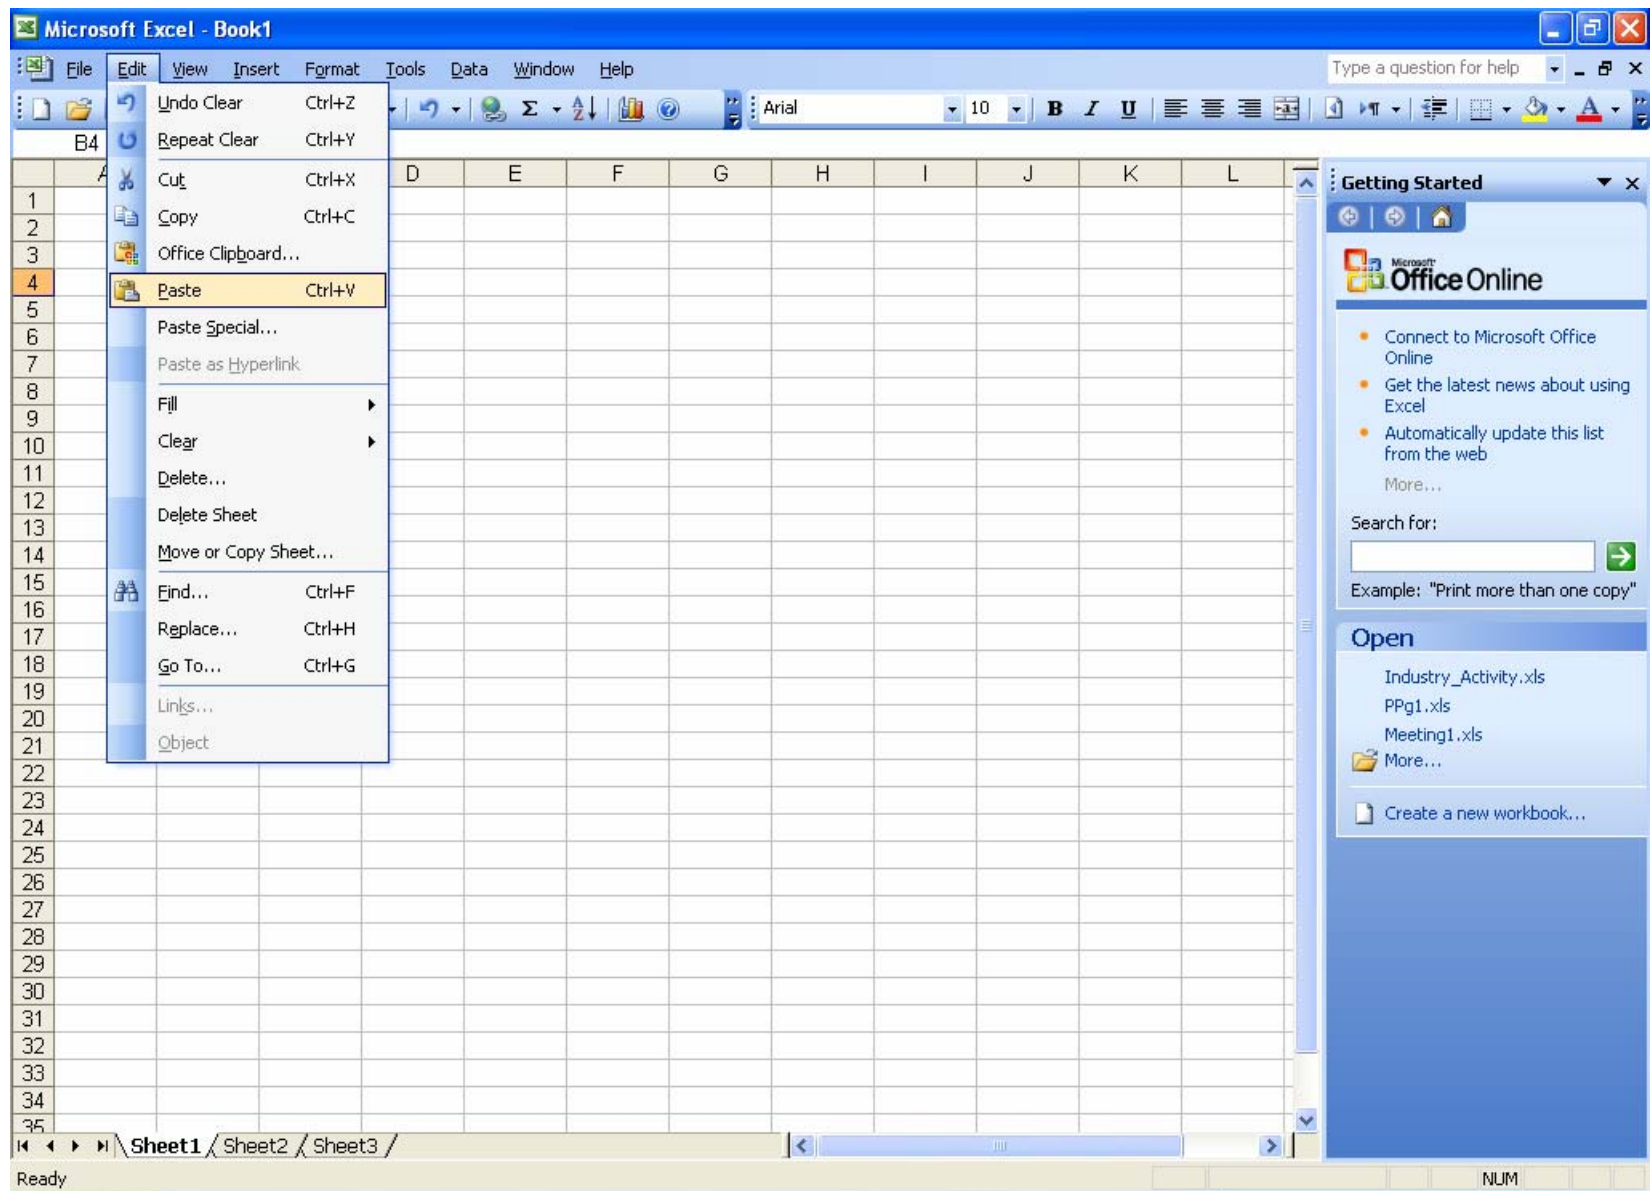 Microsoft Excel - Book1
File Edit View Insert Format Tools Data Window Help Type a question for help
Arial 10 B I U
B4
Undo Clear Ctrl+Z
Repeat Clear Ctrl+Y
Cut Ctrl+X
Copy Ctrl+C
Office Clipboard...
Paste Ctrl+V
Paste Special...
Paste as Hyperlink
Fill
Clear
Delete...
Delete Sheet
Move or Copy Sheet...
Find... Ctrl+F
Replace... Ctrl+H
Go To... Ctrl+G
Links...
Object
A D E F G H I J K L
1
2
3
4
5
6
7
8
9
10
11
12
13
14
15
16
17
18
19
20
21
22
23
24
25
26
27
28
29
30
31
32
33
34
35
Getting Started
Microsoft
Office Online
Connect to Microsoft Office
Online
Get the latest news about using
Excel
Automatically update this list
from the web
More...
Search for:
Example: "Print more than one copy"
Open
Industry_Activity.xls
PPg1.xls
Meeting1.xls
More...
Create a new workbook...
Sheet1 Sheet2 Sheet3
Ready NUM